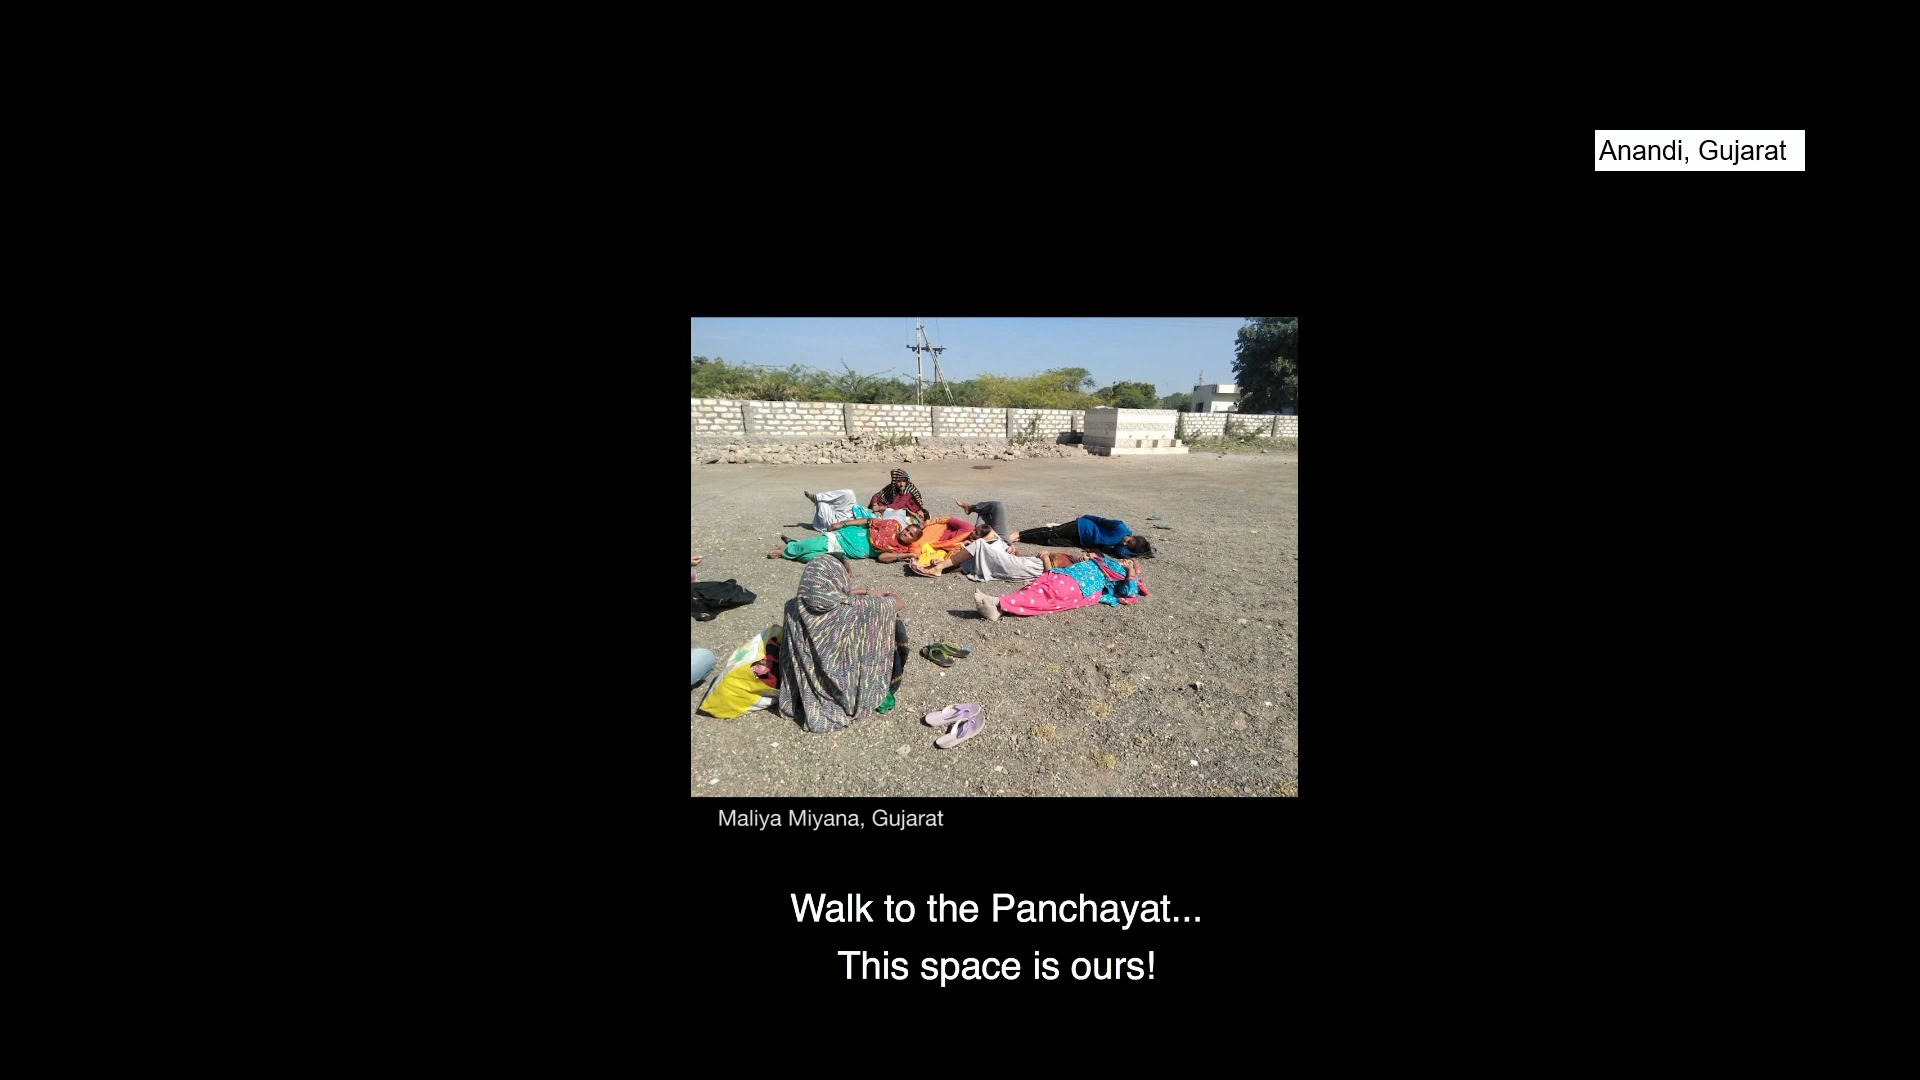 Anandi, Gujarat
Maliya Miyana, Gujarat
Walk to the Panchayat...
This space is ours!